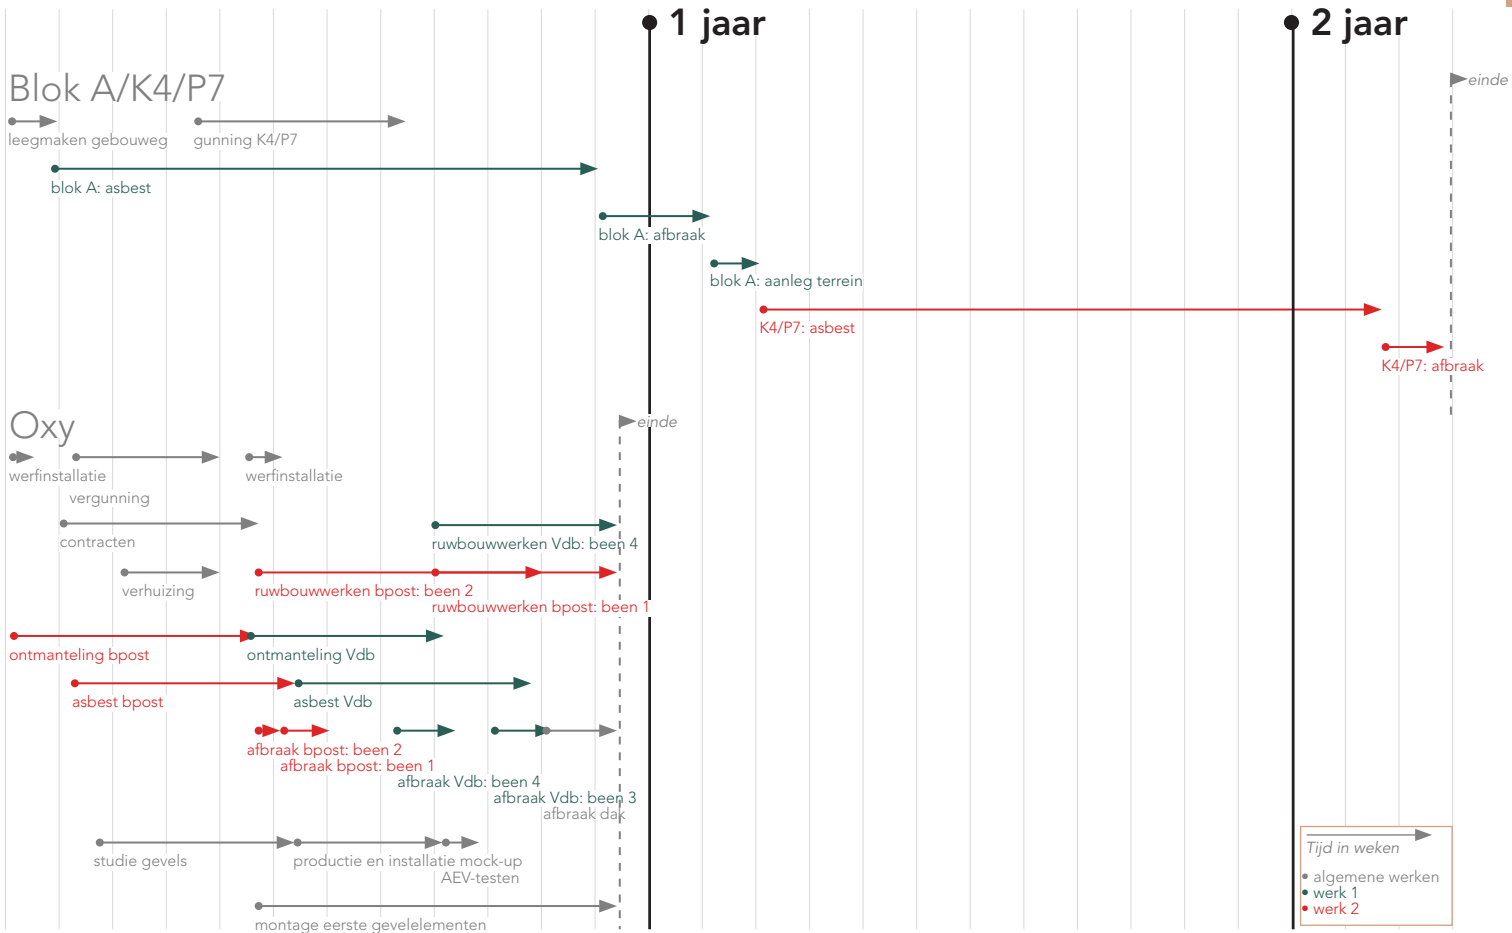 1 jaar
2 jaar
Blok A/K4/P7
einde
leegmaken gebouweg
gunning K4/P7
blok A: asbest
blok A: afbraak
blok A: aanleg terrein
K4/P7: asbest
K4/P7: afbraak
Oxy
einde
werfinstallatie
werfinstallatie
vergunning
contracten
ruwbouwwerken Vdb: been 4
verhuizing
ruwbouwwerken bpost: been 2
ruwbouwwerken bpost: been 1
ontmanteling bpost
ontmanteling Vdb
asbest bpost
asbest Vdb
afbraak bpost: been 2
afbraak bpost: been 1
afbraak Vdb: been 4
afbraak Vdb: been 3
afbraak dak
studie gevels
productie en installatie mock-up
AEV-testen
montage eerste gevelelementen
Tijd in weken
algemene werken
werk 1
werk 2